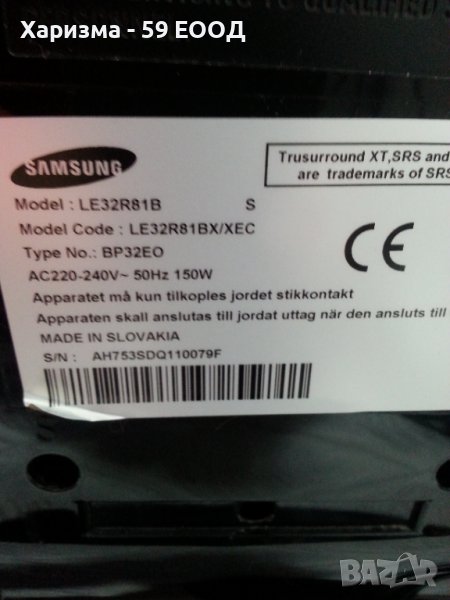 Харизма - 59 ЕООД
SAMSUNG
Trusurround XT,SRS and
are trademarks of SRS
Model : LE32R81B S
Model Code : LE32R81BX/XEC
Type No.: BP32EO
AC220-240V~ 50Hz 150W
CE
Apparatet må kun tilkoples jordet stikkontakt
Apparaten skall anslutas till jordat uttag när den ansluts till
MADE IN SLOVAKIA
S/N : AH753SDQ110079F
BAZAR